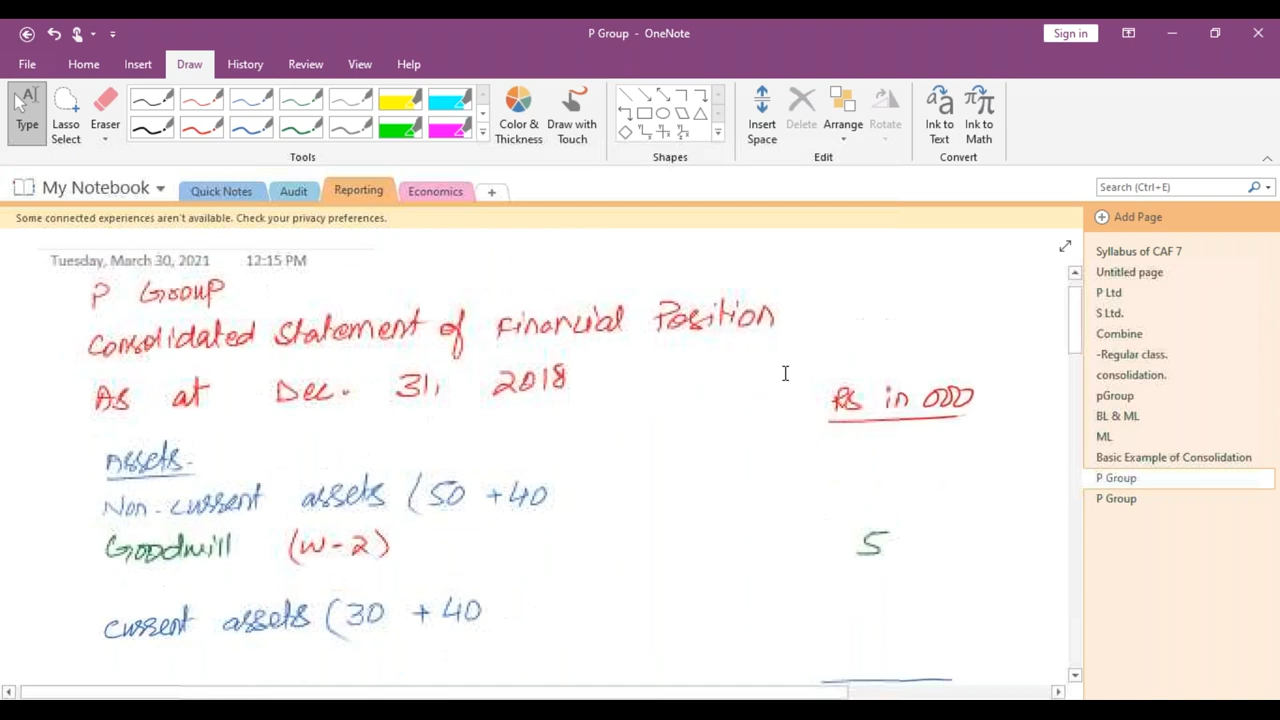 P Group - OneNote
Sign in
File Home Insert Draw History Review View Help
Type
Lasso Select
Eraser
Color & Thickness
Draw with Touch
Insert Space
Delete
Arrange
Rotate
Ink to Text
Ink to Math
Tools
Shapes
Edit
Convert
My Notebook
Quick Notes
Audit
Reporting
Economics
Search (Ctrl+E)
Some connected experiences aren't available. Check your privacy preferences.
Add Page
Tuesday, March 30, 2021 12:15 PM
P Group
Consolidated Statement of Financial Position
As at Dec. 31, 2018
Rs in 000
Assets-
Non-current assets (50 +40
Goodwill (W-2) 5
current assets (30 + 40
Syllabus of CAF 7
Untitled page
P Ltd
S Ltd.
Combine
-Regular class.
consolidation.
pGroup
BL & ML
ML
Basic Example of Consolidation
P Group
P Group